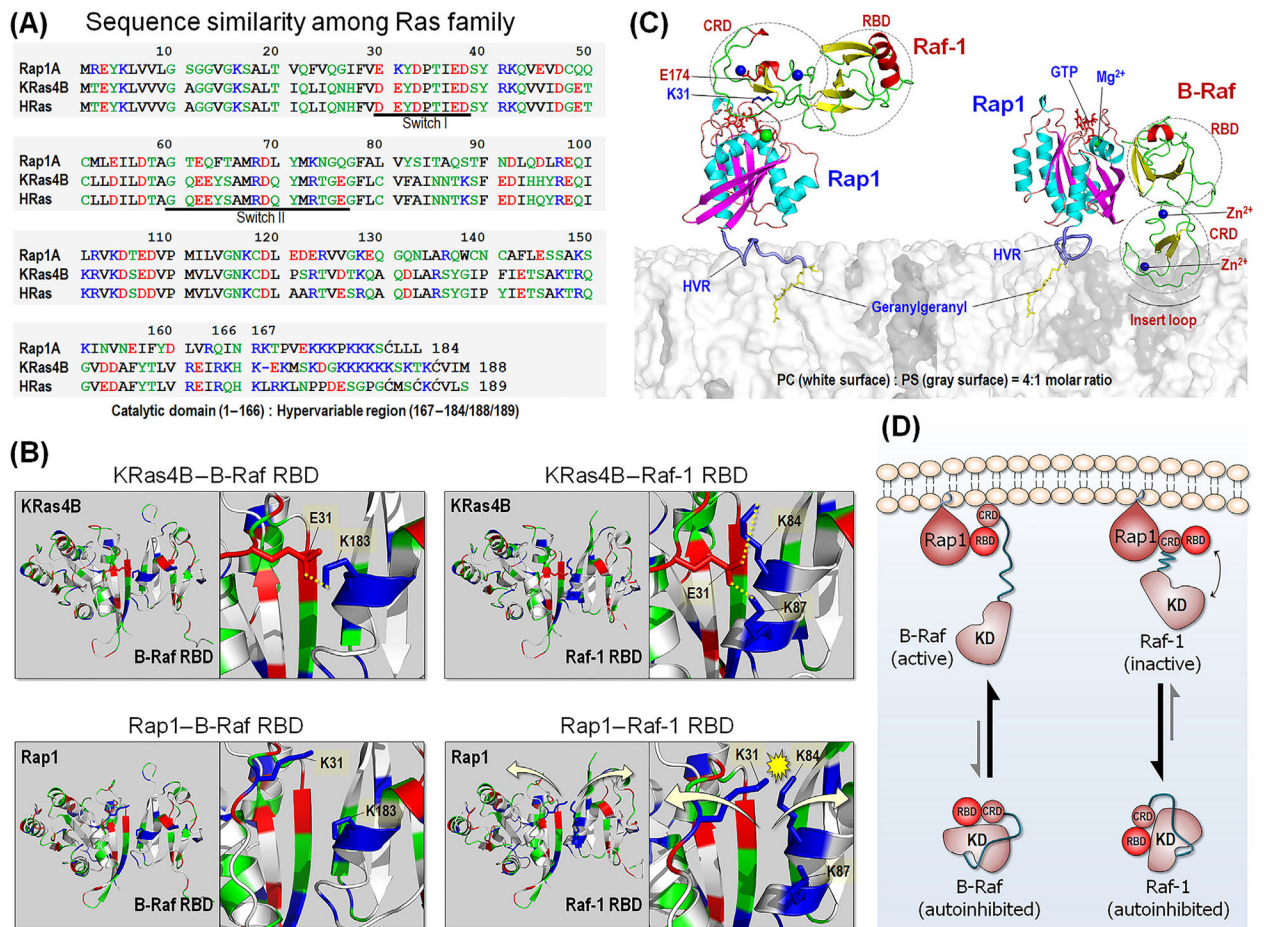 (A) Sequence similarity among Ras family
10 20 30 40 50
Rap1A MREYKLVVLG SGGVGKSALT VQFVQGIFVE KYDPTIEDSY RKQVEVDCQQ
KRas4B MTEYKLVVVG AGGVGKSALT IQLIQNHFVD EYDPTIEDSY RKQVVIDGET
HRas MTEYKLVVVG AGGVGKSALT IQLIQNHFVD EYDPTIEDSY RKQVVIDGET
Switch I
60 70 80 90 100
Rap1A CMLEILDTAG TEQFTAMRDL YMKNGQGFAL VYSITAQSTF NDLQDLREQI
KRas4B CLLDILDTAG QEEYSAMRDQ YMRTGEGFLC VFAINNTKSF EDIHHYREQI
HRas CLLDILDTAG QEEYSAMRDQ YMRTGEGFLC VFAINNTKSF EDIHQYREQI
Switch II
110 120 130 140 150
Rap1A LRVKDTEDVP MILVGNKCDL EDERVVGKEQ GQNLARQWCN CAFLESSAKS
KRas4B KRVKDSEDVP MVLVGNKCDL PSRTVDTKQA QDLARSYGIP FIETSAKTRQ
HRas KRVKDSDDVP MVLVGNKCDL AARTVESRQA QDLARSYGIP YIETSAKTRQ
160 166 167
Rap1A KINVNEIFYD LVRQINR RKTPVEKKKPKKKSĆLLL 184
KRas4B GVDDAFYTLV REIRKHK K-EKMSKDGKKKKKKSKTKĆVIM 188
HRas GVEDAFYTLV REIRQHK KLRKLNPPDESGPGĆMSĆKĆVLS 189
Catalytic domain (1–166) : Hypervariable region (167–184/188/189)
(B)
KRas4B–B-Raf RBD
KRas4B
B-Raf RBD
E31
K183
KRas4B–Raf-1 RBD
KRas4B
Raf-1 RBD
K84
E31
K87
Rap1–B-Raf RBD
Rap1
B-Raf RBD
K31
K183
Rap1–Raf-1 RBD
Rap1
Raf-1 RBD
K31
K84
K87
(C)
CRD
RBD
Raf-1
E174
K31
Rap1
HVR
Geranylgeranyl
GTP
Mg2+
B-Raf
Rap1
RBD
Zn2+
CRD
HVR
Zn2+
Insert loop
PC (white surface) : PS (gray surface) = 4:1 molar ratio
(D)
CRD
Rap1
RBD
KD
B-Raf
(active)
Rap1
CRD
RBD
KD
Raf-1
(inactive)
RBD
CRD
KD
B-Raf
(autoinhibited)
CRD
RBD
KD
Raf-1
(autoinhibited)